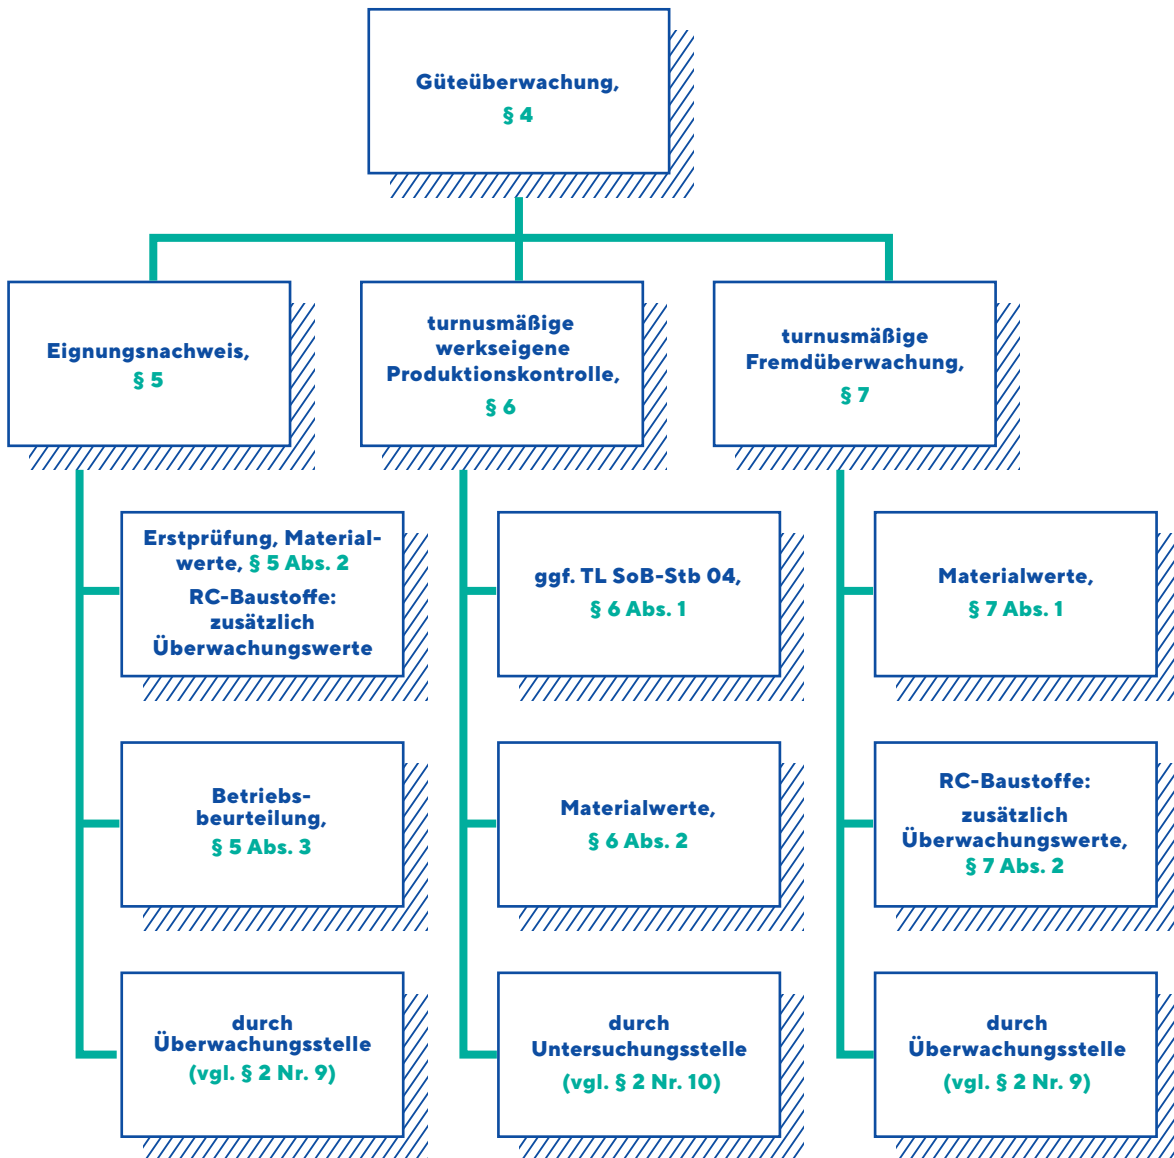 Güteüberwachung,
§ 4
Eignungsnachweis,
§ 5
turnusmäßige
werkseigene
Produktionskontrolle,
§ 6
turnusmäßige
Fremdüberwachung,
§ 7
Erstprüfung, Material-
werte, § 5 Abs. 2
RC-Baustoffe:
zusätzlich
Überwachungswerte
ggf. TL SoB-Stb 04,
§ 6 Abs. 1
Materialwerte,
§ 7 Abs. 1
Betriebs-
beurteilung,
§ 5 Abs. 3
Materialwerte,
§ 6 Abs. 2
RC-Baustoffe:
zusätzlich
Überwachungswerte,
§ 7 Abs. 2
durch
Überwachungsstelle
(vgl. § 2 Nr. 9)
durch
Untersuchungsstelle
(vgl. § 2 Nr. 10)
durch
Überwachungsstelle
(vgl. § 2 Nr. 9)